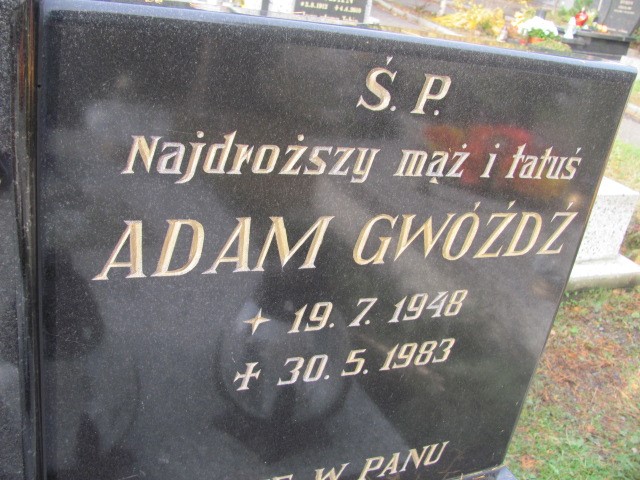 Ś. P.
Najdroższy mąż i tatuś
ADAM GWÓŹDŹ
19. 7. 1948
30. 5. 1983
W PANU